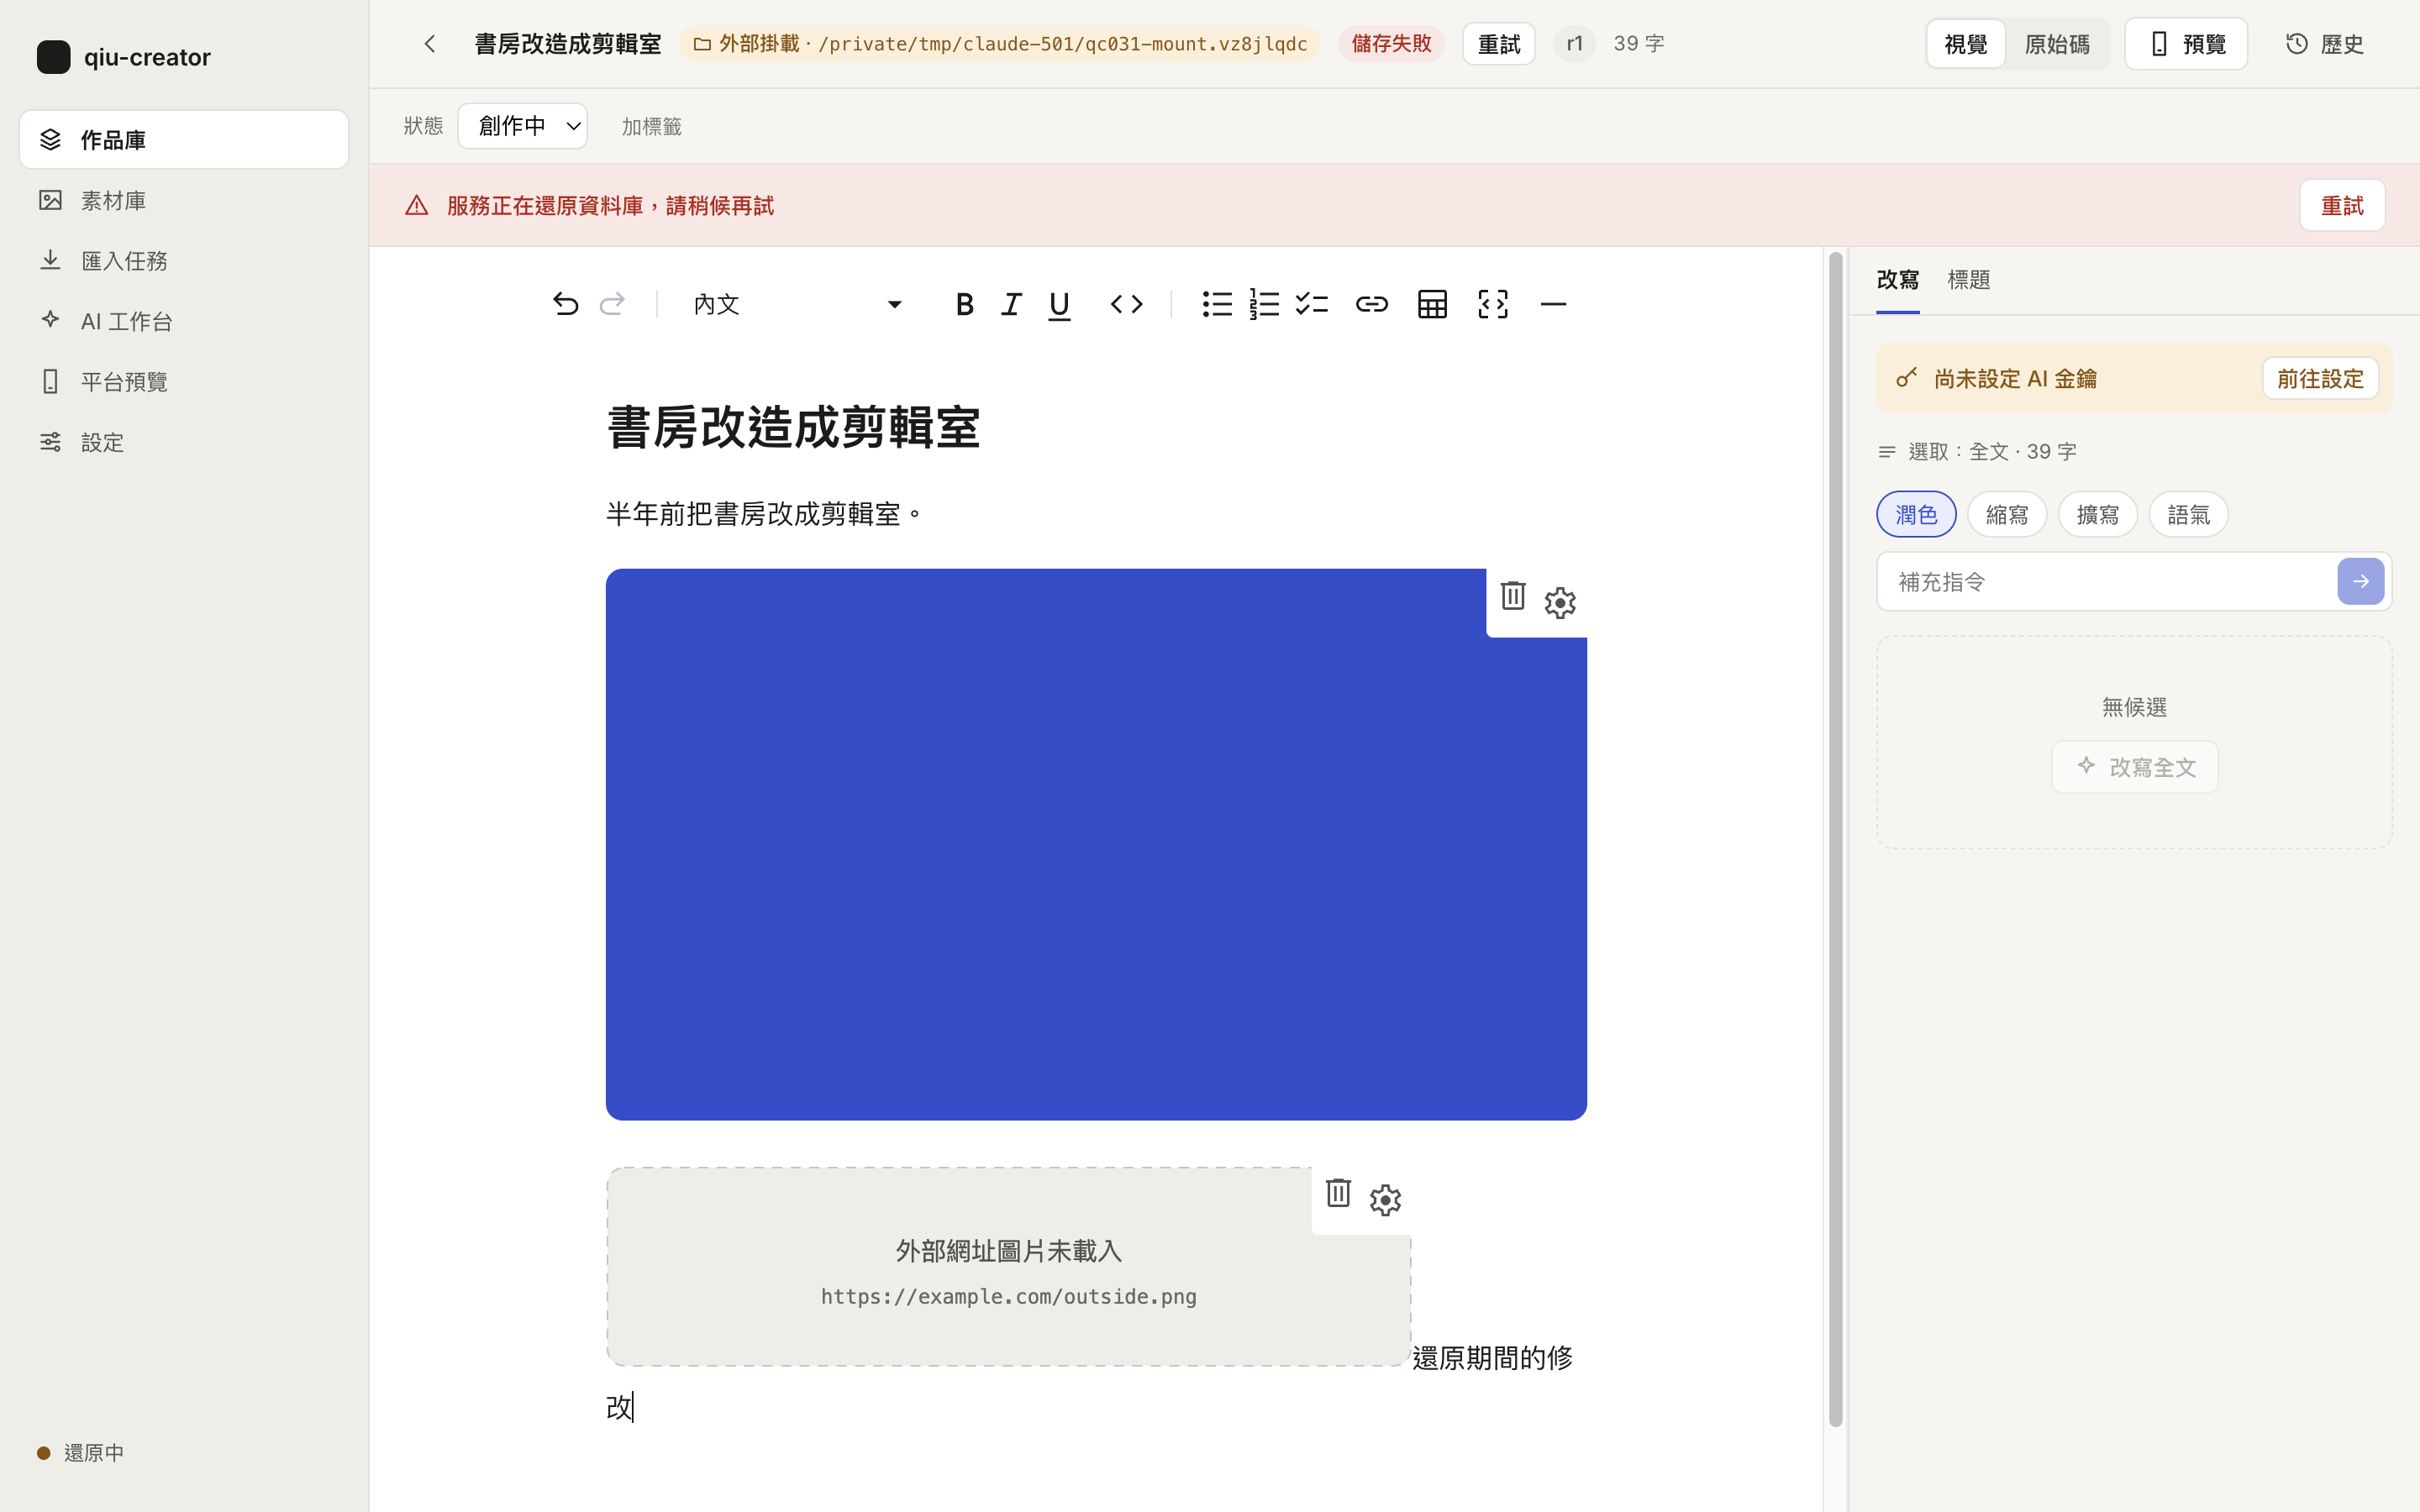 qiu-creator
作品庫
素材庫
匯入任務
AI 工作台
平台預覽
設定
還原中
書房改造成剪輯室
外部掛載 · /private/tmp/claude-501/qc031-mount.vz8jlqdc
儲存失敗
重試
r1
39 字
視覺
原始碼
預覽
歷史
狀態
創作中
加標籤
服務正在還原資料庫，請稍候再試
重試
內文
書房改造成剪輯室
半年前把書房改成剪輯室。
外部網址圖片未載入
https://example.com/outside.png
還原期間的修
改
改寫
標題
尚未設定 AI 金鑰
前往設定
選取：全文 · 39 字
潤色
縮寫
擴寫
語氣
補充指令
無候選
改寫全文